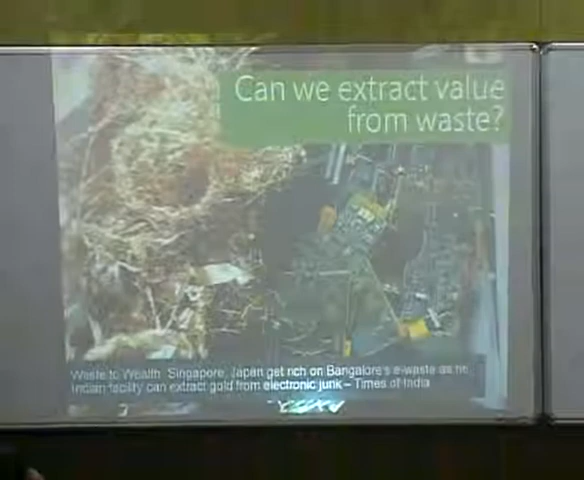 Can we extract value
from waste?
Waste to Wealth Singapore, Japan get rich on Bangalore's e-waste as no
Indian facility can extract gold from electronic junk – Times of India